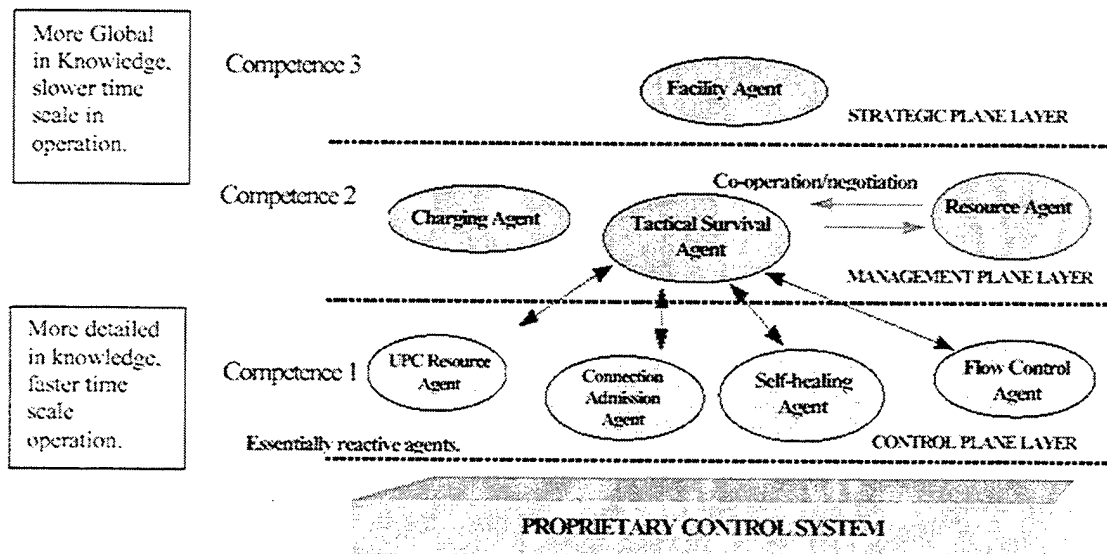 More Global
in Knowledge,
slower time
scale in
operation.
Competence 3
Facility Agent
STRATEGIC PLANE LAYER
Competence 2
Co-operation/negotiation
Charging Agent
Tactical Survival
Agent
Resource Agent
MANAGEMENT PLANE LAYER
More detailed
in knowledge,
faster time
scale
operation.
Competence 1
UPC Resource
Agent
Connection
Admission
Agent
Self-healing
Agent
Flow Control
Agent
Essentially reactive agents.
CONTROL PLANE LAYER
PROPRIETARY CONTROL SYSTEM